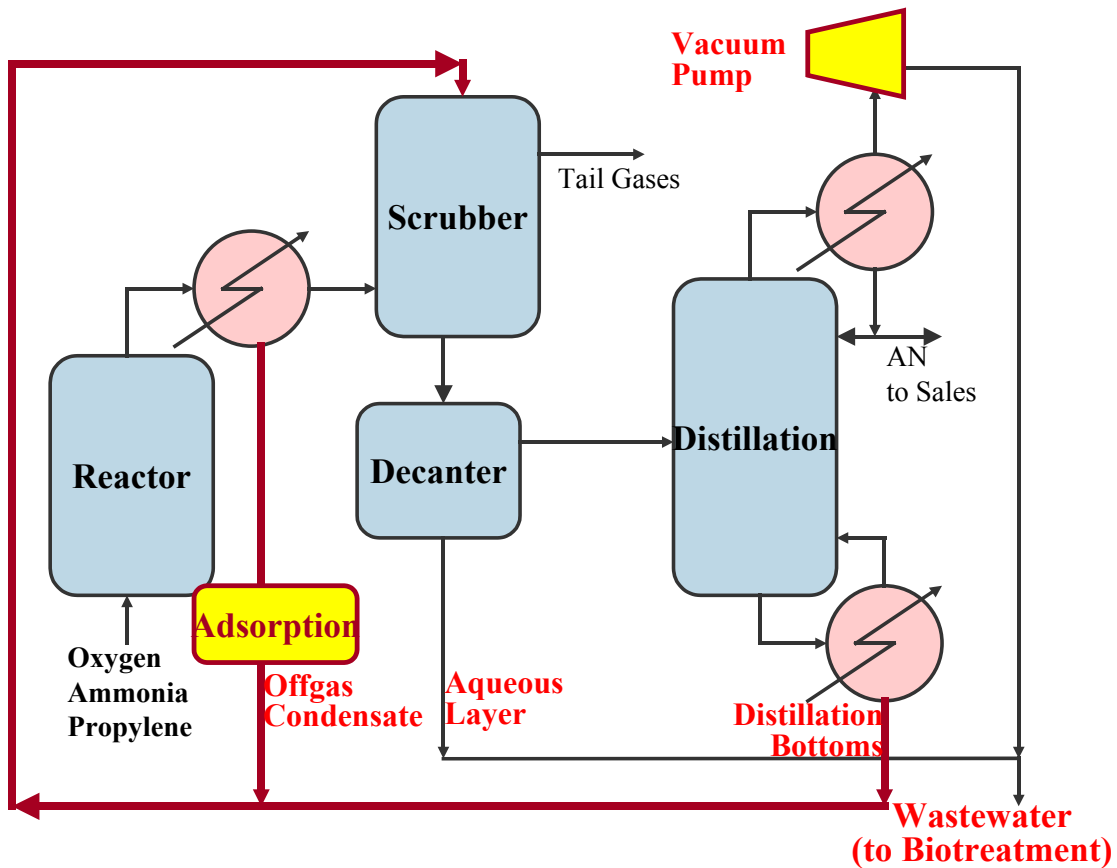 Vacuum
Pump
Tail Gases
Scrubber
AN
to Sales
Distillation
Decanter
Reactor
Adsorption
Oxygen
Ammonia
Propylene
Offgas
Condensate
Aqueous
Layer
Distillation
Bottoms
Wastewater
(to Biotreatment)